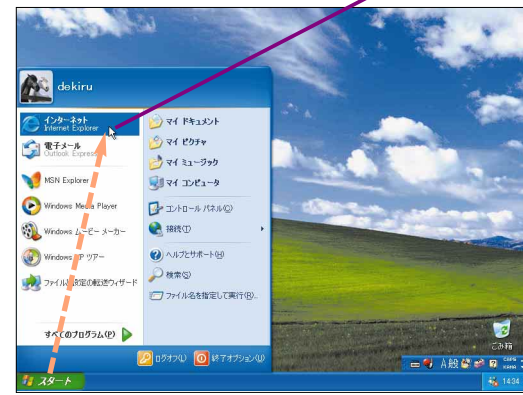 dekiru
インターネット
Internet Explorer
電子メール
Outlook Express
MSN Explorer
Windows Media Player
Windows ムービー メーカー
Windows XP ツアー
ファイルと設定の転送ウィザード
すべてのプログラム(P)
マイ ドキュメント
マイ ピクチャ
マイ ミュージック
マイ コンピュータ
コントロール パネル(C)
接続(T)
ヘルプとサポート(H)
検索(S)
ファイル名を指定して実行(R)...
ログオフ(L)
終了オプション(U)
ごみ箱
A 般
CAPS
KANA
スタート
14:34